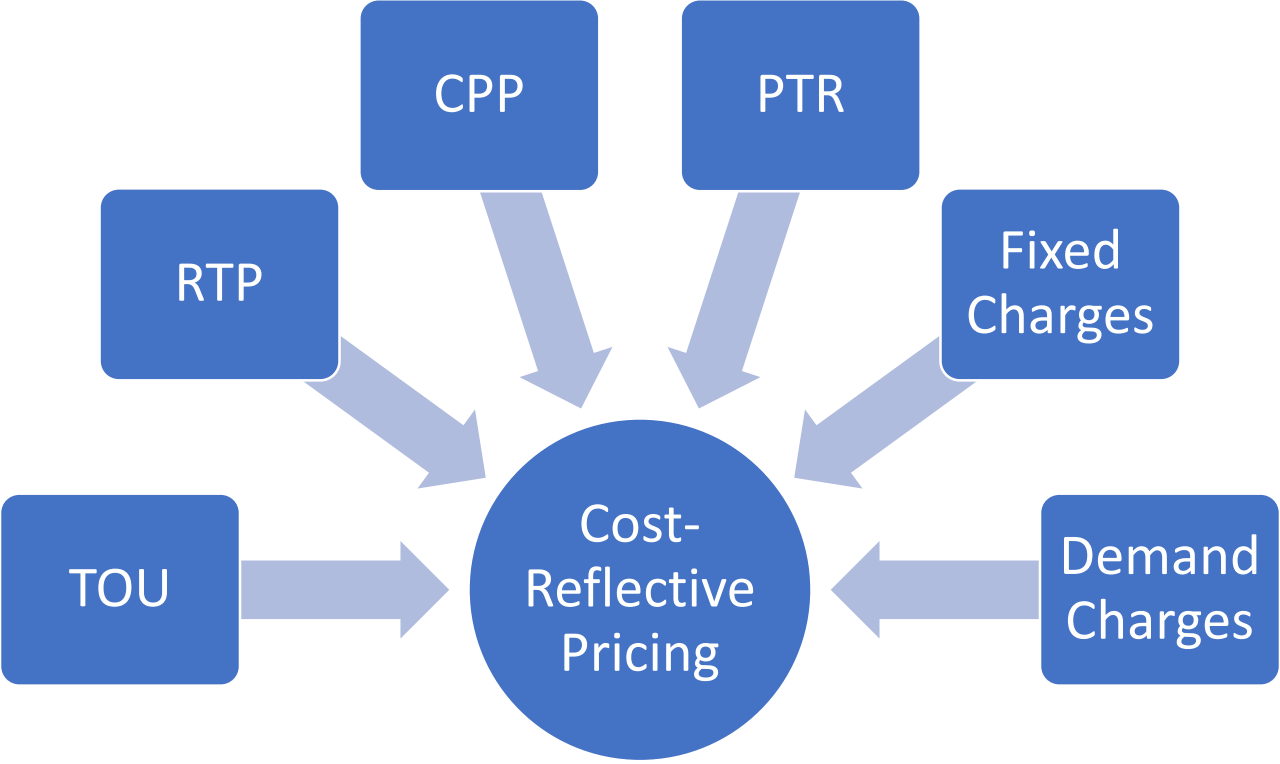 CPP
PTR
RTP
Fixed
Charges
TOU
Cost-
Reflective
Pricing
Demand
Charges